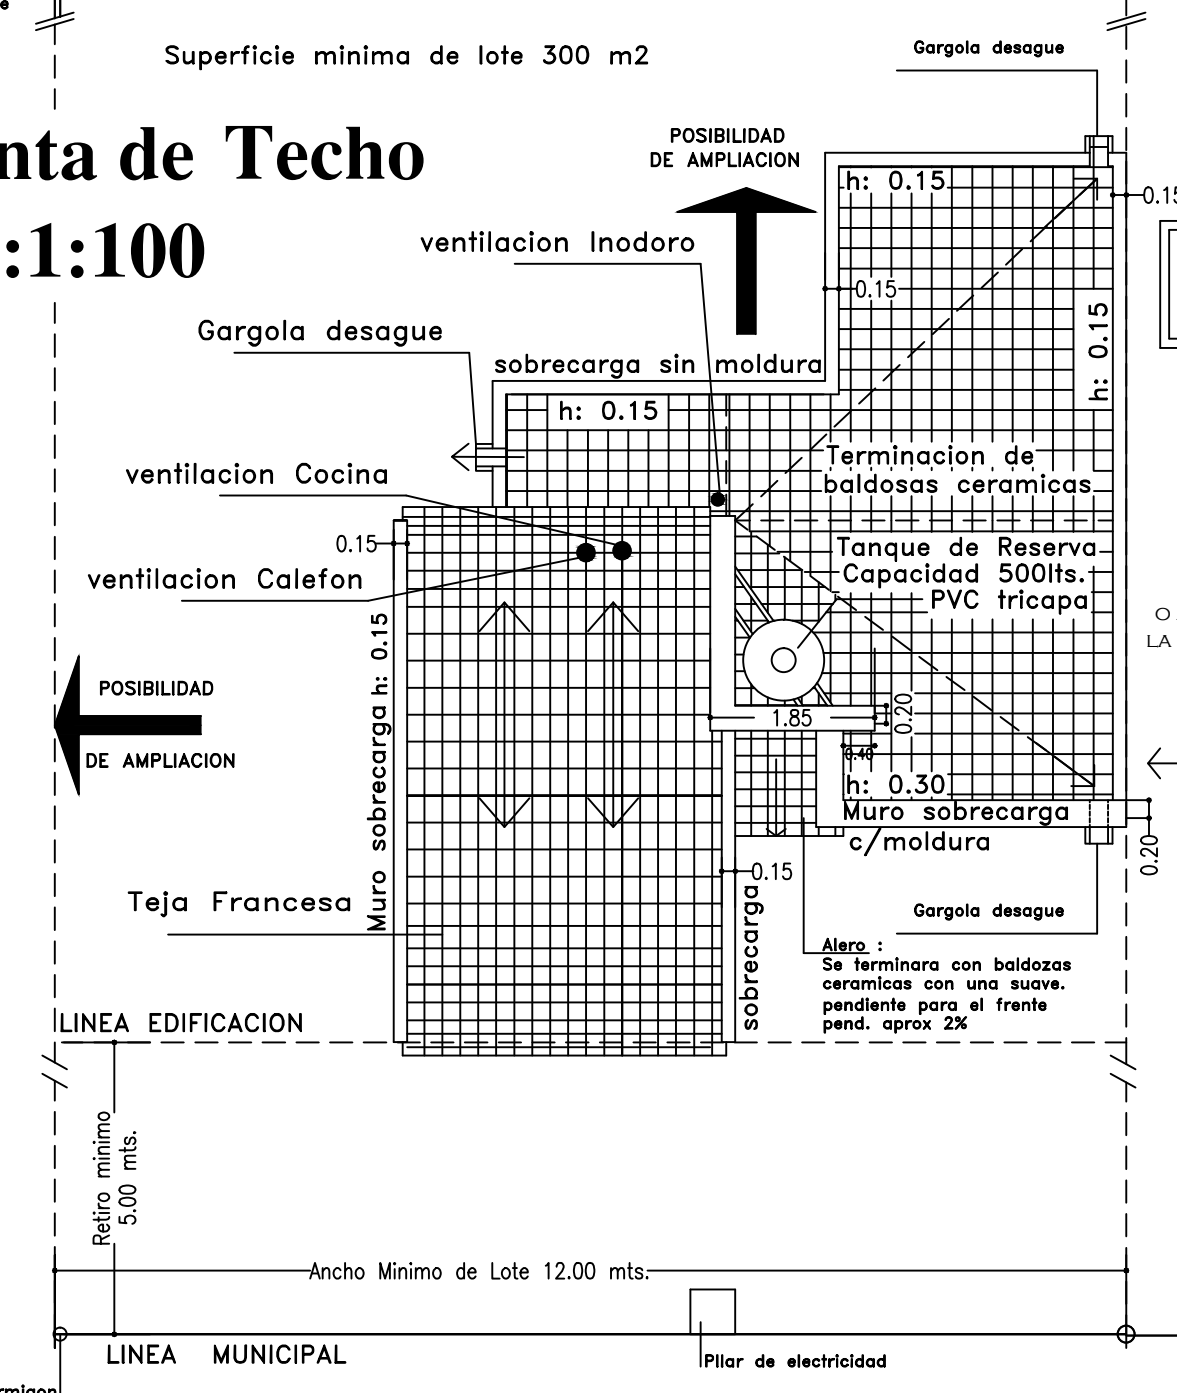 Superficie minima de lote 300 m2
Gargola desague
nta de Techo
:1:100
POSIBILIDAD
DE AMPLIACION
h: 0.15
0.15
ventilacion Inodoro
0.15
h: 0.15
Gargola desague
sobrecarga sin moldura
h: 0.15
Terminacion de
baldosas ceramicas
ventilacion Cocina
0.15
Tanque de Reserva
Capacidad 500lts.
PVC tricapa
ventilacion Calefon
O
LA
Muro sobrecarga h: 0.15
POSIBILIDAD
DE AMPLIACION
1.85
0.20
0.40
h: 0.30
Muro sobrecarga
c/moldura
0.20
0.15
sobrecarga
Teja Francesa
Gargola desague
Alero :
Se terminara con baldozas
ceramicas con una suave.
pendiente para el frente
pend. aprox 2%
LINEA EDIFICACION
Retiro minimo
5.00 mts.
Ancho Minimo de Lote 12.00 mts.
LINEA MUNICIPAL
Pilar de electricidad